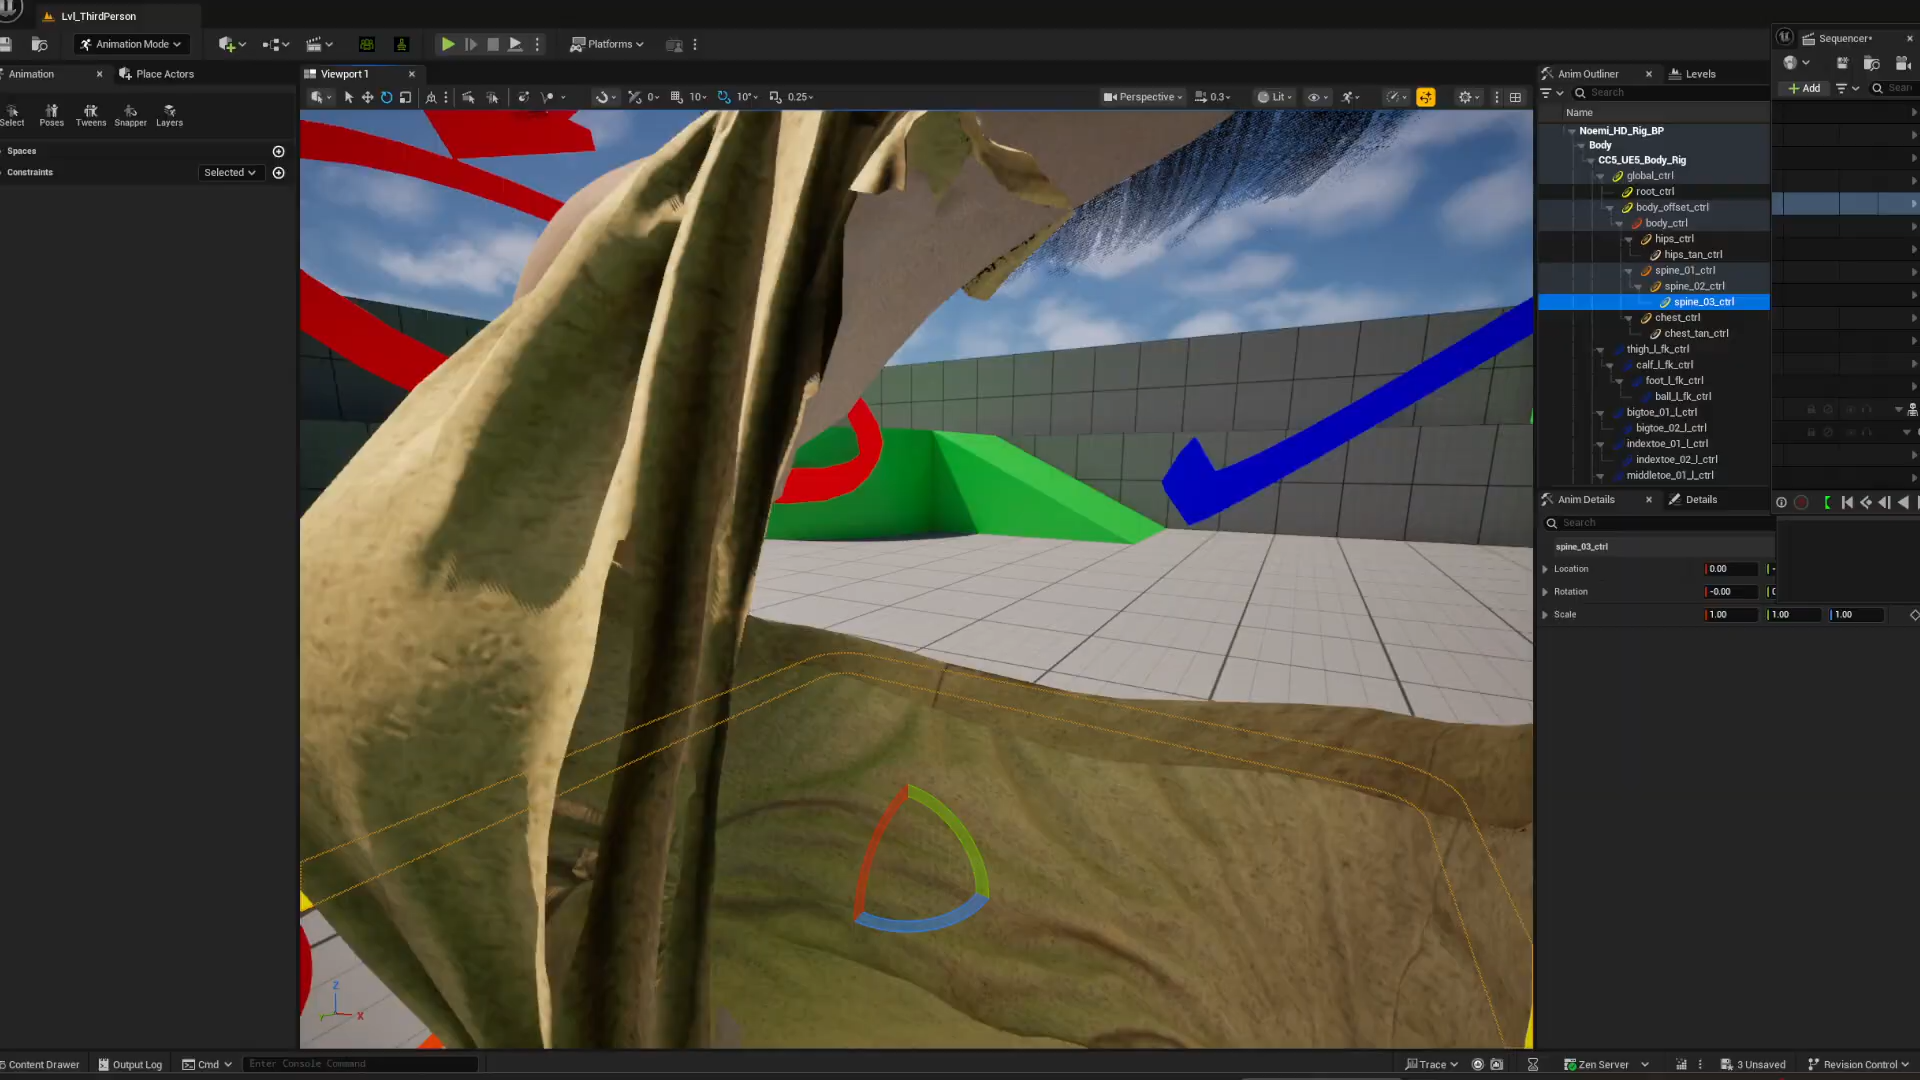 Lvl_ThirdPerson
Sequencer*
Animation Mode
Platforms
Animation
Place Actors
Viewport 1
Anim Outliner
Levels
Add
Search
0
10
10°
0.25
Perspective
0.3
Lit
Search
Select
Poses
Tweens
Snapper
Layers
Name
Noemi_HD_Rig_BP
Body
CC5_UE5_Body_Rig
global_ctrl
root_ctrl
body_offset_ctrl
body_ctrl
hips_ctrl
hips_tan_ctrl
spine_01_ctrl
spine_02_ctrl
spine_03_ctrl
chest_ctrl
chest_tan_ctrl
thigh_l_fk_ctrl
calf_l_fk_ctrl
foot_l_fk_ctrl
ball_l_fk_ctrl
bigtoe_01_l_ctrl
bigtoe_02_l_ctrl
indextoe_01_l_ctrl
indextoe_02_l_ctrl
middletoe_01_l_ctrl
Spaces
Constraints
Selected
Anim Details
Details
Search
spine_03_ctrl
Location
0.00
Rotation
-0.00
Scale
1.00
1.00
1.00
Z
X
Content Drawer
Output Log
Cmd
Enter Console Command
Trace
Zen Server
3 Unsaved
Revision Control